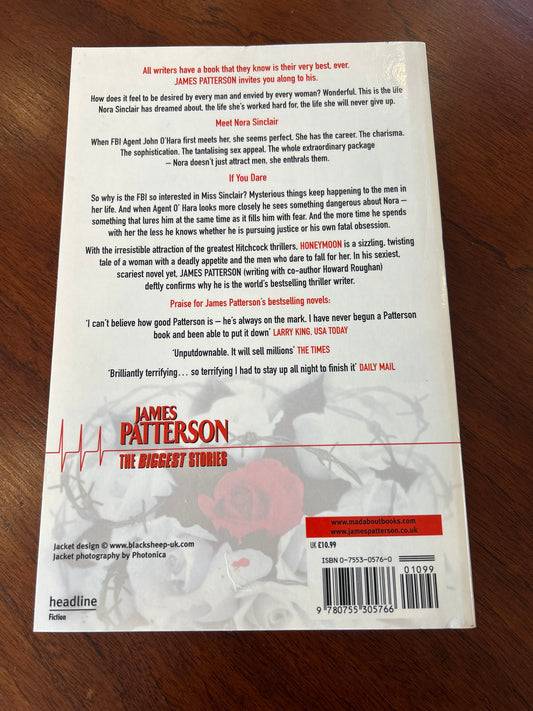 All writers have a book that they know is their very best, ever.
JAMES PATTERSON invites you along to his.
How does it feel to be desired by every man and envied by every woman? Wonderful. This is the life
Nora Sinclair has dreamed about, the life she's worked hard for, the life she will never give up.
Meet Nora Sinclair
When FBI Agent John O'Hara first meets her, she seems perfect. She has the career. The charisma.
The sophistication. The tantalising sex appeal. The whole extraordinary package
– Nora doesn't just attract men, she enthrals them.
If You Dare
So why is the FBI so interested in Miss Sinclair? Mysterious things keep happening to the men in
her life. And when Agent O' Hara looks more closely he sees something dangerous about Nora –
something that lures him at the same time as it fills him with fear. And the more time he spends
with her the less he knows whether he is pursuing justice or his own fatal obsession.
With the irresistible attraction of the greatest Hitchcock thrillers, HONEYMOON is a sizzling, twisting
tale of a woman with a deadly appetite and the men who dare to fall for her. In his sexiest,
scariest novel yet, JAMES PATTERSON (writing with co-author Howard Roughan)
deftly confirms why he is the world's bestselling thriller writer.
Praise for James Patterson's bestselling novels:
'I can't believe how good Patterson is – he's always on the mark. I have never begun a Patterson
book and been able to put it down' LARRY KING, USA TODAY
'Unputdownable. It will sell millions' THE TIMES
'Brilliantly terrifying... so terrifying I had to stay up all night to finish it' DAILY MAIL
JAMES
PATTERSON
THE BIGGEST STORIES
www.madaboutbooks.com
www.jamespatterson.co.uk
UK £10.99
Jacket design © www.blacksheep-uk.com
Jacket photography by Photonica
ISBN 0-7553-0576-0
01099
9 780755 305766
headline
Fiction